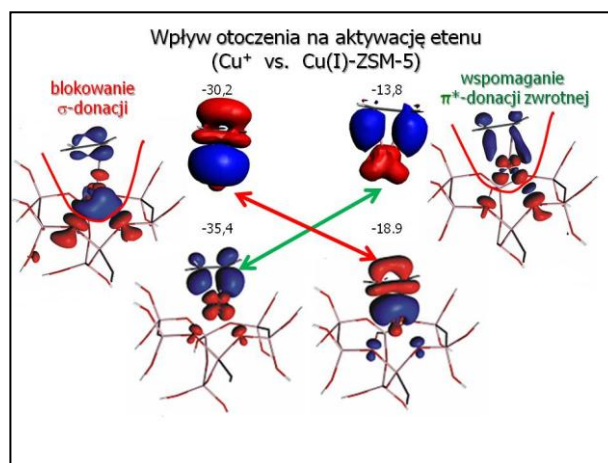 Wpływ otoczenia na aktywację etenu
(Cu⁺ vs. Cu(I)-ZSM-5)
blokowanie
σ-donacji
-30,2
-13,8
wspomaganie
π*-donacji zwrotnej
-35,4
-18.9